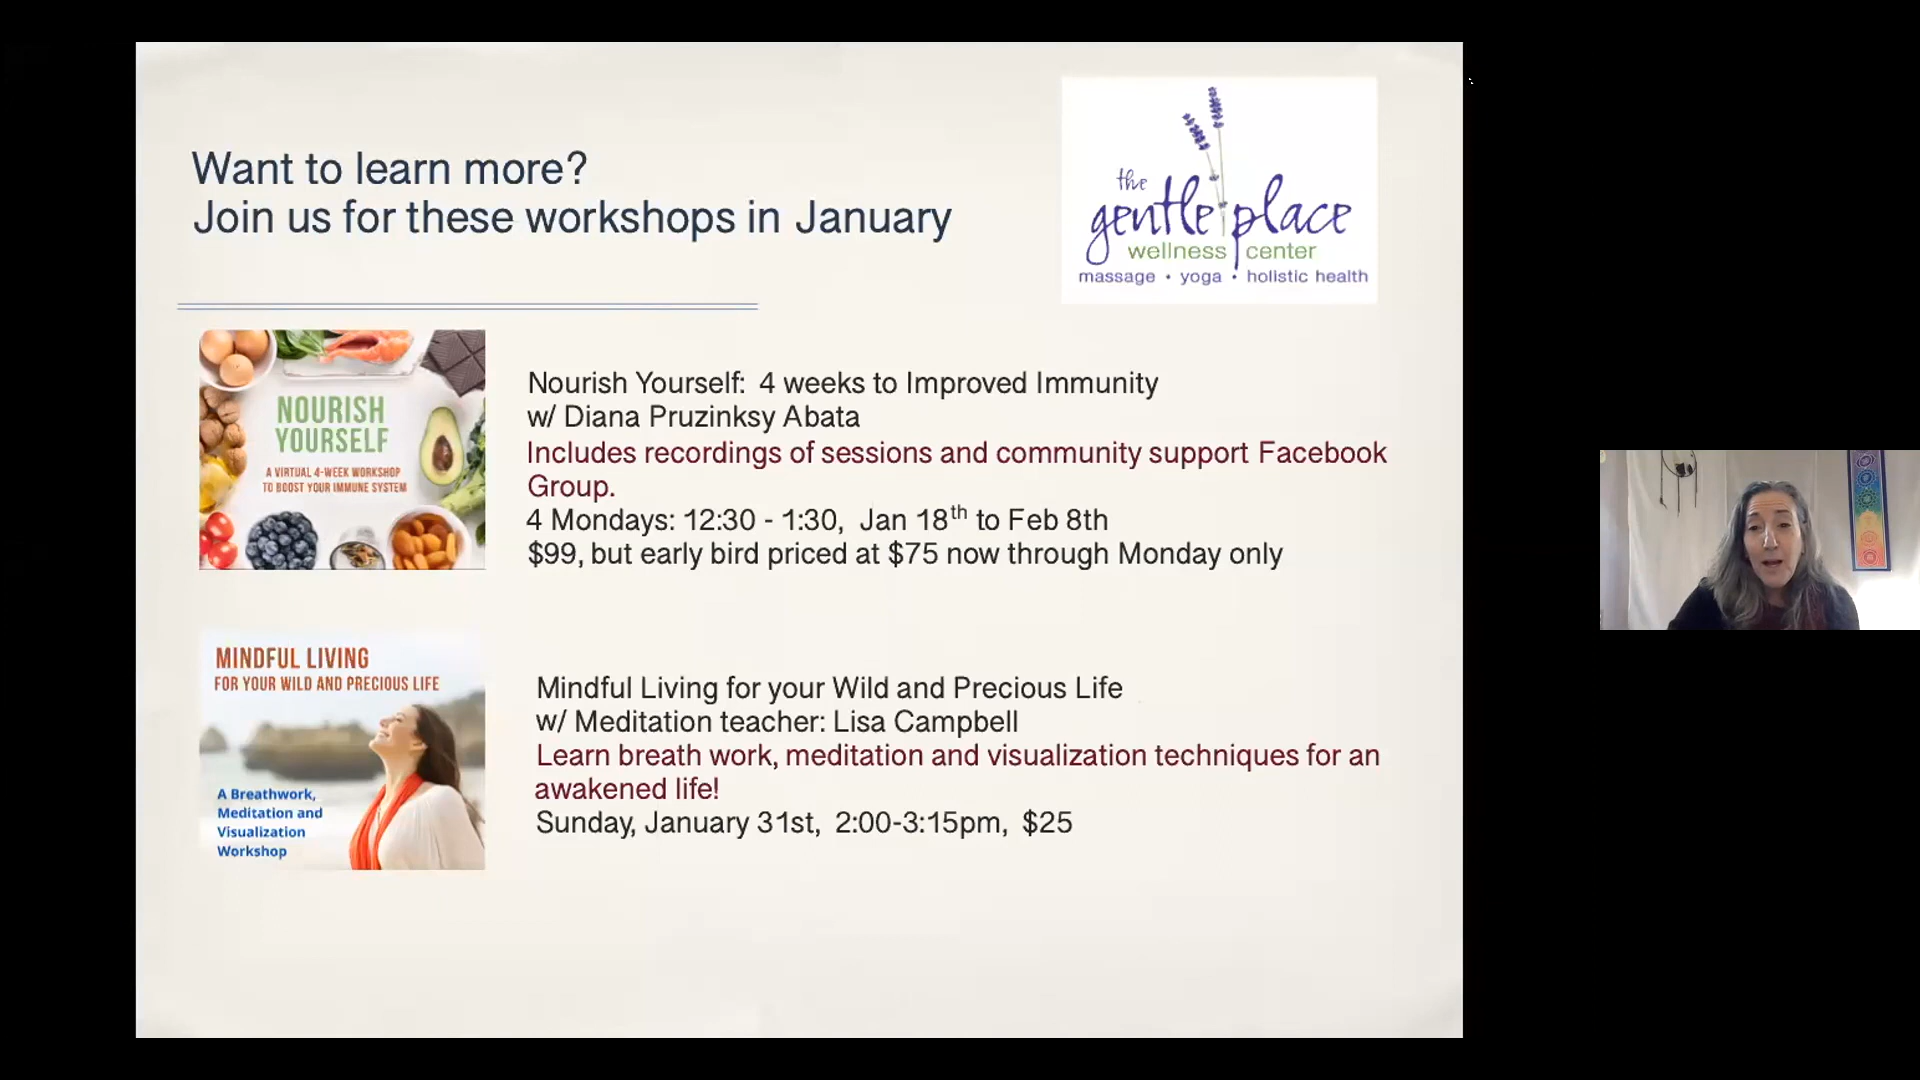 Want to learn more?
Join us for these workshops in January
the
gentle place
wellness center
massage • yoga • holistic health
NOURISH
YOURSELF
A VIRTUAL 4-WEEK WORKSHOP
TO BOOST YOUR IMMUNE SYSTEM
Nourish Yourself: 4 weeks to Improved Immunity
w/ Diana Pruzinksy Abata
Includes recordings of sessions and community support Facebook
Group.
4 Mondays: 12:30 - 1:30, Jan 18th to Feb 8th
$99, but early bird priced at $75 now through Monday only
MINDFUL LIVING
FOR YOUR WILD AND PRECIOUS LIFE
A Breathwork,
Meditation and
Visualization
Workshop
Mindful Living for your Wild and Precious Life
w/ Meditation teacher: Lisa Campbell
Learn breath work, meditation and visualization techniques for an
awakened life!
Sunday, January 31st, 2:00-3:15pm, $25